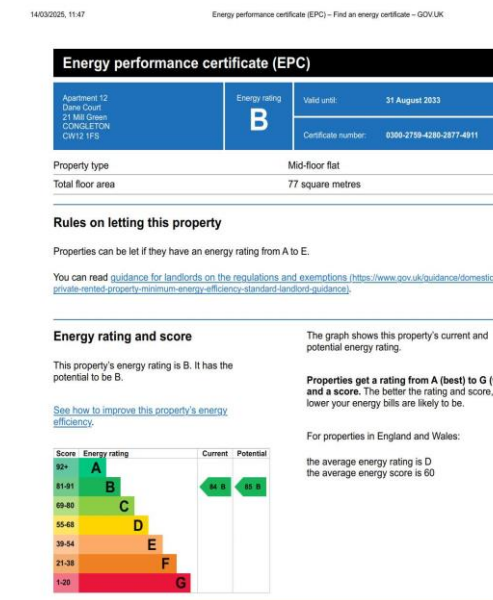 14/03/2025, 11:47
Energy performance certificate (EPC) – Find an energy certificate – GOV.UK
Energy performance certificate (EPC)
Apartment 12
Dane Court
21 Mill Green
CONGLETON
CW12 1FS
Energy rating
B
Valid until:
31 August 2033
Certificate number:
0300-2759-4280-2877-4911
Property type
Mid-floor flat
Total floor area
77 square metres
Rules on letting this property
Properties can be let if they have an energy rating from A to E.
You can read guidance for landlords on the regulations and exemptions (https://www.gov.uk/guidance/domestic
private-rented-property-minimum-energy-efficiency-standard-landlord-guidance).
Energy rating and score
This property's energy rating is B. It has the
potential to be B.
See how to improve this property's energy
efficiency.
Score Energy rating Current Potential
92+ A
81-91 B 84 B 85 B
69-80 C
55-68 D
39-54 E
21-38 F
1-20 G
The graph shows this property's current and
potential energy rating.
Properties get a rating from A (best) to G (
and a score. The better the rating and score,
lower your energy bills are likely to be.
For properties in England and Wales:
the average energy rating is D
the average energy score is 60